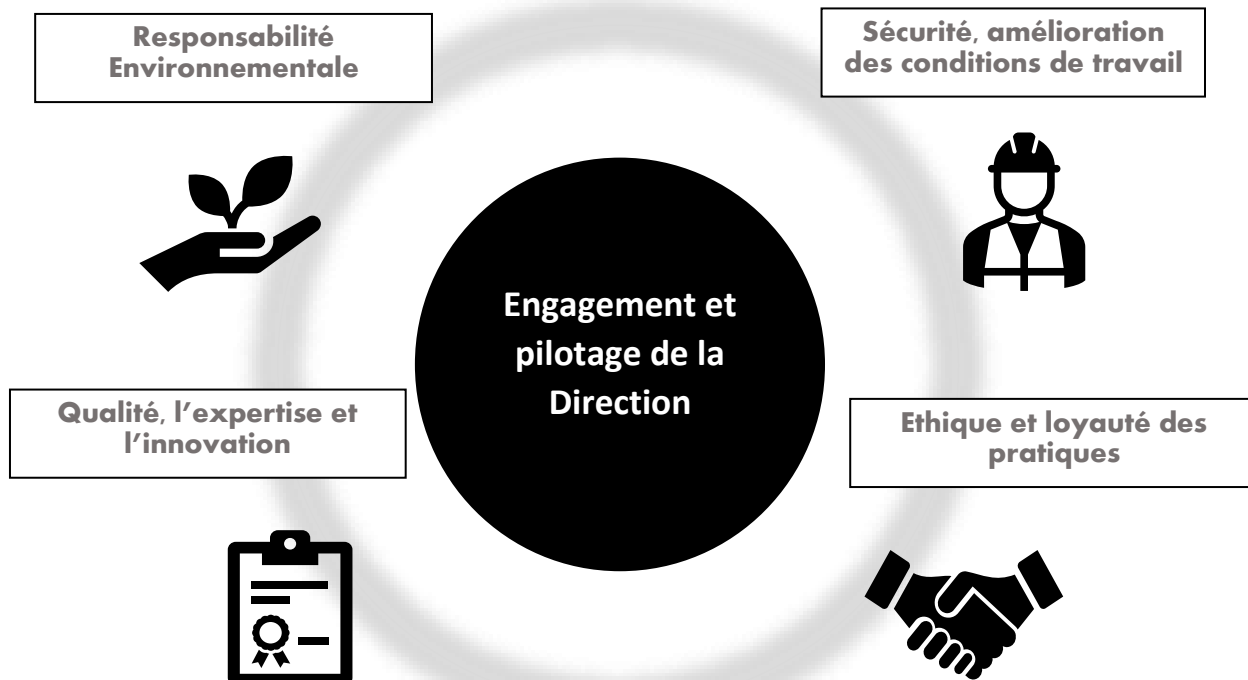 Responsabilité
Environnementale
Sécurité, amélioration
des conditions de travail
Engagement et
pilotage de la
Direction
Qualité, l’expertise et
l’innovation
Ethique et loyauté des
pratiques